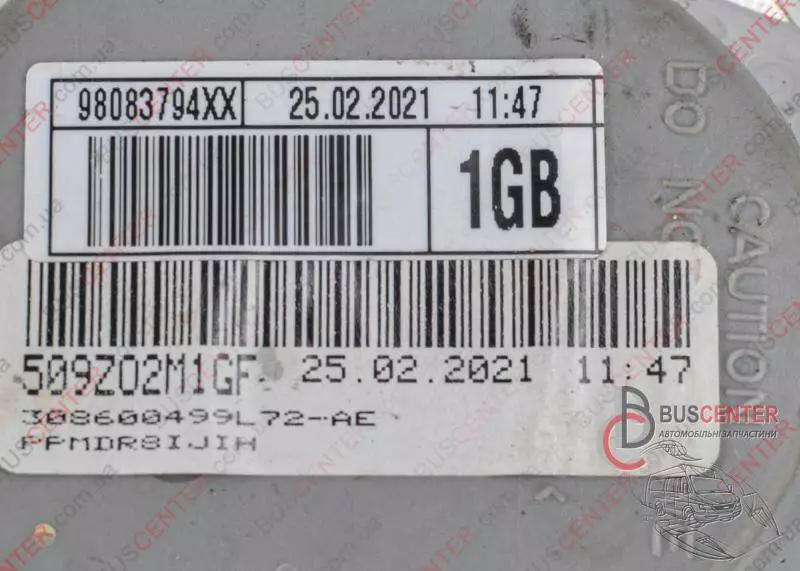 98083794XX 25.02.2021 11:47
1GB
509Z02M1GF 25.02.2021 11:47
308600499L72-AE
PPMDR8IJIH
CAUTION
DO NO
BUSCENTER
АВТОМОБІЛЬНІ ЗАПЧАСТИНИ